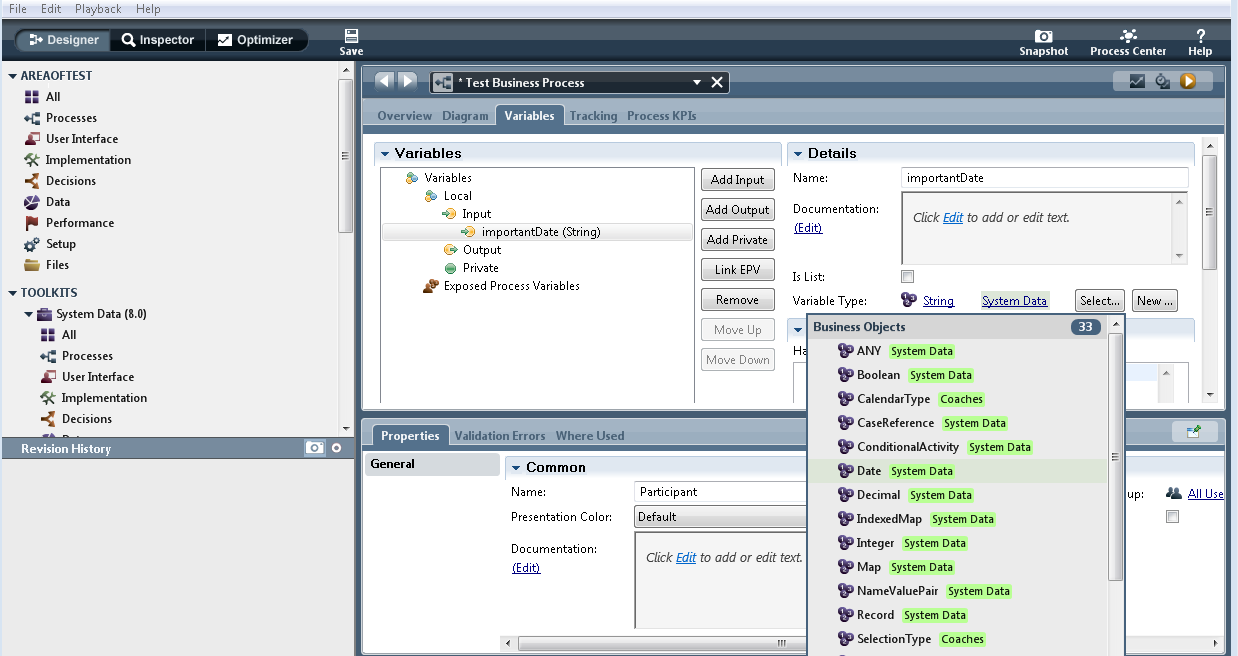 File Edit Playback Help
Designer Inspector Optimizer Save Snapshot Process Center Help
AREAOFTEST
All
Processes
User Interface
Implementation
Decisions
Data
Performance
Setup
Files
TOOLKITS
System Data (8.0)
All
Processes
User Interface
Implementation
Decisions
Revision History
* Test Business Process
Overview Diagram Variables Tracking Process KPIs
Variables
Variables
Local
Input
importantDate (String)
Output
Private
Exposed Process Variables
Add Input
Add Output
Add Private
Link EPV
Remove
Move Up
Move Down
Details
Name: importantDate
Documentation:
(Edit)
Click Edit to add or edit text.
Is List:
Variable Type: String System Data Select... New ...
Ha
Business Objects 33
ANY System Data
Boolean System Data
CalendarType Coaches
CaseReference System Data
ConditionalActivity System Data
Date System Data
Decimal System Data
IndexedMap System Data
Integer System Data
Map System Data
NameValuePair System Data
Record System Data
SelectionType Coaches
Properties Validation Errors Where Used
General
Common
Name: Participant
Presentation Color: Default
Documentation:
(Edit)
Click Edit to add or edit text.
up: All Use